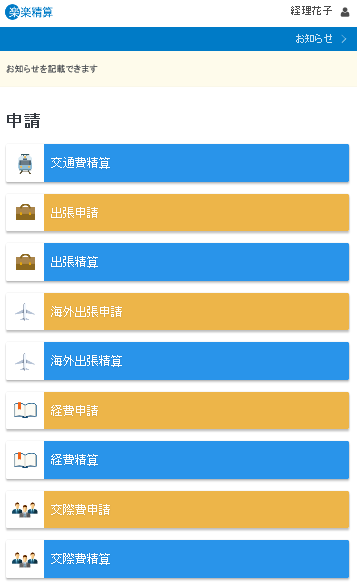 楽楽精算
経理花子
お知らせ
お知らせを記載できます
申請
交通費精算
出張申請
出張精算
海外出張申請
海外出張精算
経費申請
経費精算
交際費申請
交際費精算